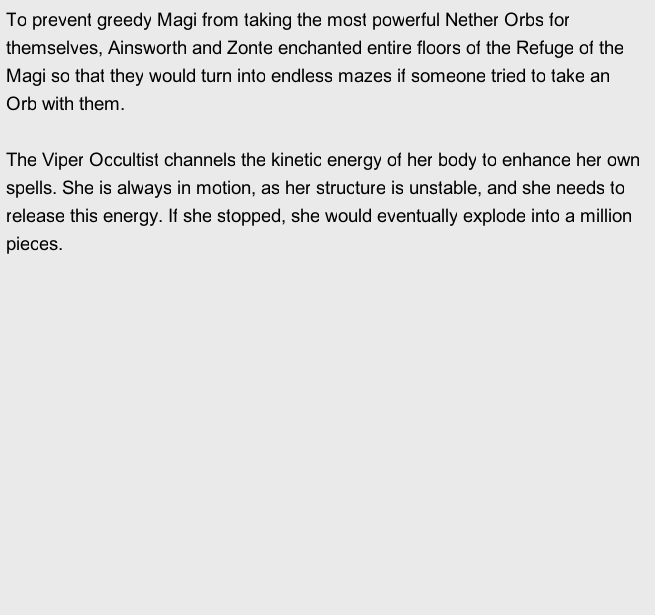 To prevent greedy Magi from taking the most powerful Nether Orbs for
themselves, Ainsworth and Zonte enchanted entire floors of the Refuge of the
Magi so that they would turn into endless mazes if someone tried to take an
Orb with them.

The Viper Occultist channels the kinetic energy of her body to enhance her own
spells. She is always in motion, as her structure is unstable, and she needs to
release this energy. If she stopped, she would eventually explode into a million
pieces.